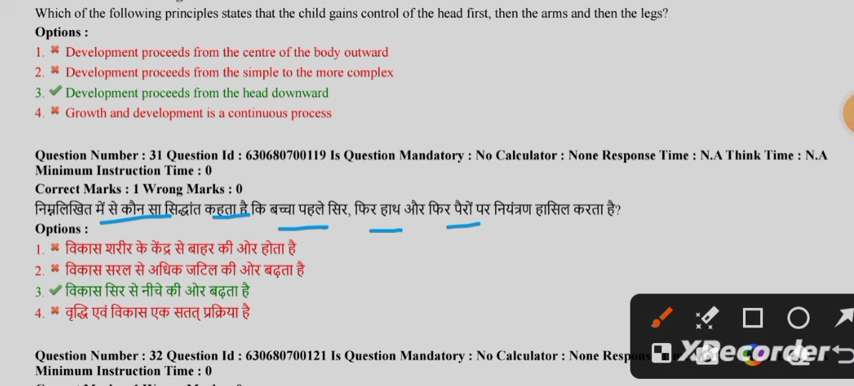 Which of the following principles states that the child gains control of the head first, then the arms and then the legs?
Options :
1. Development proceeds from the centre of the body outward
2. Development proceeds from the simple to the more complex
3. Development proceeds from the head downward
4. Growth and development is a continuous process
Question Number : 31 Question Id : 630680700119 Is Question Mandatory : No Calculator : None Response Time : N.A Think Time : N.A
Minimum Instruction Time : 0
Correct Marks : 1 Wrong Marks : 0
निम्नलिखित में से कौन सा सिद्धांत कहता है कि बच्चा पहले सिर, फिर हाथ और फिर पैरों पर नियंत्रण हासिल करता है?
Options :
1. विकास शरीर के केंद्र से बाहर की ओर होता है
2. विकास सरल से अधिक जटिल की ओर बढ़ता है
3. विकास सिर से नीचे की ओर बढ़ता है
4. वृद्धि एवं विकास एक सतत् प्रक्रिया है
Question Number : 32 Question Id : 630680700121 Is Question Mandatory : No Calculator : None
XRecorder
Minimum Instruction Time : 0